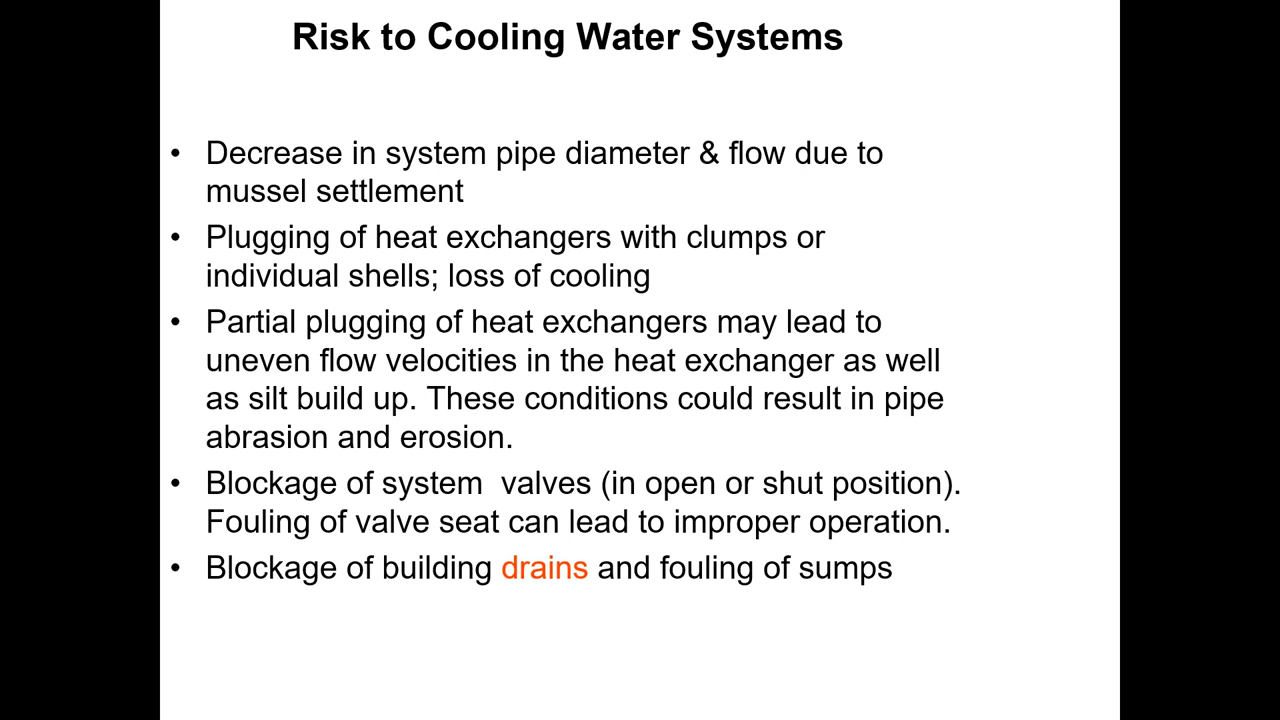 Risk to Cooling Water Systems
• Decrease in system pipe diameter & flow due to
mussel settlement
• Plugging of heat exchangers with clumps or
individual shells; loss of cooling
• Partial plugging of heat exchangers may lead to
uneven flow velocities in the heat exchanger as well
as silt build up. These conditions could result in pipe
abrasion and erosion.
• Blockage of system  valves (in open or shut position).
Fouling of valve seat can lead to improper operation.
• Blockage of building drains and fouling of sumps